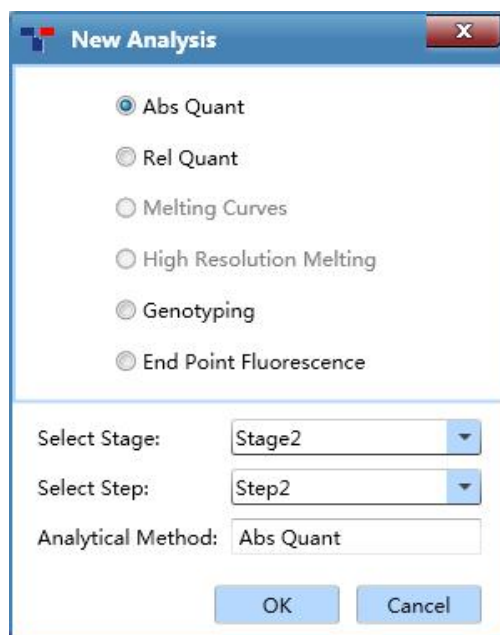 New Analysis
x
Abs Quant
Rel Quant
Melting Curves
High Resolution Melting
Genotyping
End Point Fluorescence
Select Stage: Stage2
Select Step: Step2
Analytical Method: Abs Quant
OK Cancel